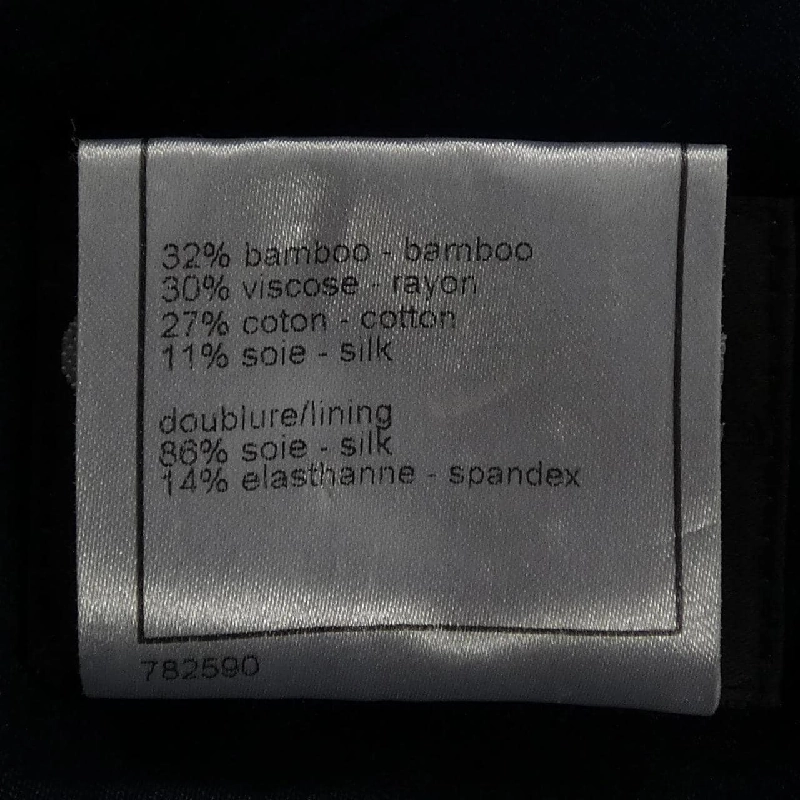 32% bamboo - bamboo
30% viscose - rayon
27% coton - cotton
11% soie - silk
doublure/lining
86% soie - silk
14% elasthanne - spandex
782590